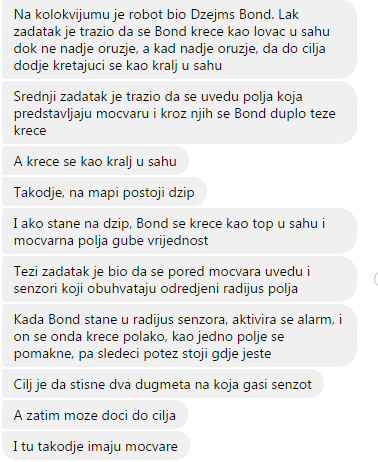 Na kolokvijumu je robot bio Dzejms Bond. Lak
zadatak je trazio da se Bond krece kao lovac u sahu
dok ne nadje oruzje, a kad nadje oruzje, da do cilja
dodje kretajuci se kao kralj u sahu
Srednji zadatak je trazio da se uvedu polja koja
predstavljaju mocvaru i kroz njih se Bond duplo teze
krece
A krece se kao kralj u sahu
Takodje, na mapi postoji dzip
I ako stane na dzip, Bond se krece kao top u sahu i
mocvarna polja gube vrijednost
Tezi zadatak je bio da se pored mocvara uvedu i
senzori koji obuhvataju odredjeni radijus polja
Kada Bond stane u radijus senzora, aktivira se alarm, i
on se onda krece polako, kao jedno polje se
pomakne, pa sledeci potez stoji gdje jeste
Cilj je da stisne dva dugmeta na koja gasi senzot
A zatim moze doci do cilja
I tu takodje imaju mocvare